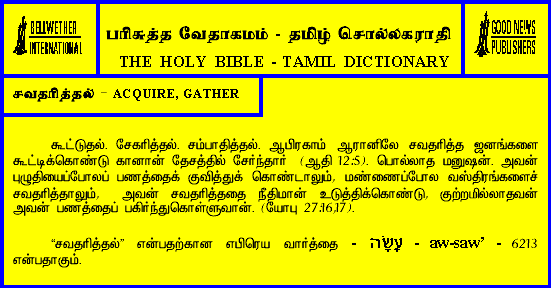 BELLWETHER
INTERNATIONAL
பரிசுத்த வேதாகமம் - தமிழ் சொல்லகராதி
THE HOLY BIBLE - TAMIL DICTIONARY
GOOD NEWS
PUBLISHERS
சவதரித்தல் – ACQUIRE, GATHER
கூட்டுதல். சேகரித்தல். சம்பாதித்தல். ஆபிரகாம் ஆரானிலே சவதரித்த ஜனங்களை
கூட்டிக்கொண்டு கானான் தேசத்தில் சேர்ந்தார் (ஆதி 12:5). பொல்லாத மனுஷன். அவன்
புழுதியைப்போலப் பணத்தைக் குவித்துக் கொண்டாலும், மண்ணைப்போல வஸ்திரங்களைச்
சவதரித்தாலும், அவன் சவதரித்ததை நீதிமான் உடுத்திக்கொண்டு, குற்றமில்லாதவன்
அவன் பணத்தைப் பகிர்ந்துகொள்ளுவான். (யோபு 27:16,17).
“சவதரித்தல்” என்பதற்கான எபிரெய வார்த்தை - עָשָׂה - aw-saw’ - 6213
என்பதாகும்.